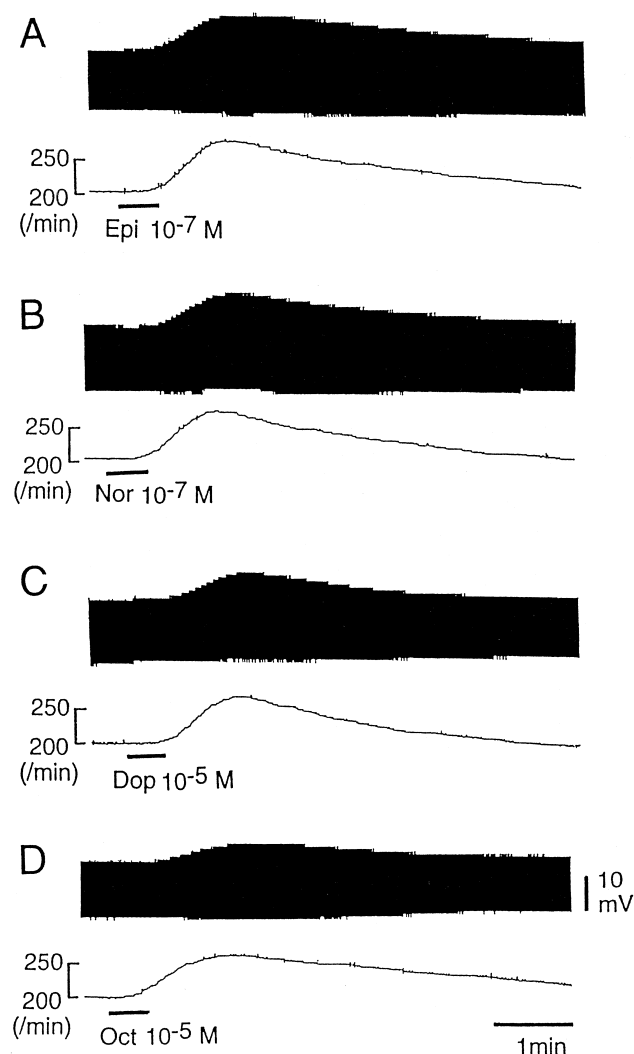 A
250
200
(/min)
Epi 10-7 M
B
250
200
(/min)
Nor 10-7 M
C
250
200
(/min)
Dop 10-5 M
D
10
mV
250
200
(/min)
Oct 10-5 M
1min